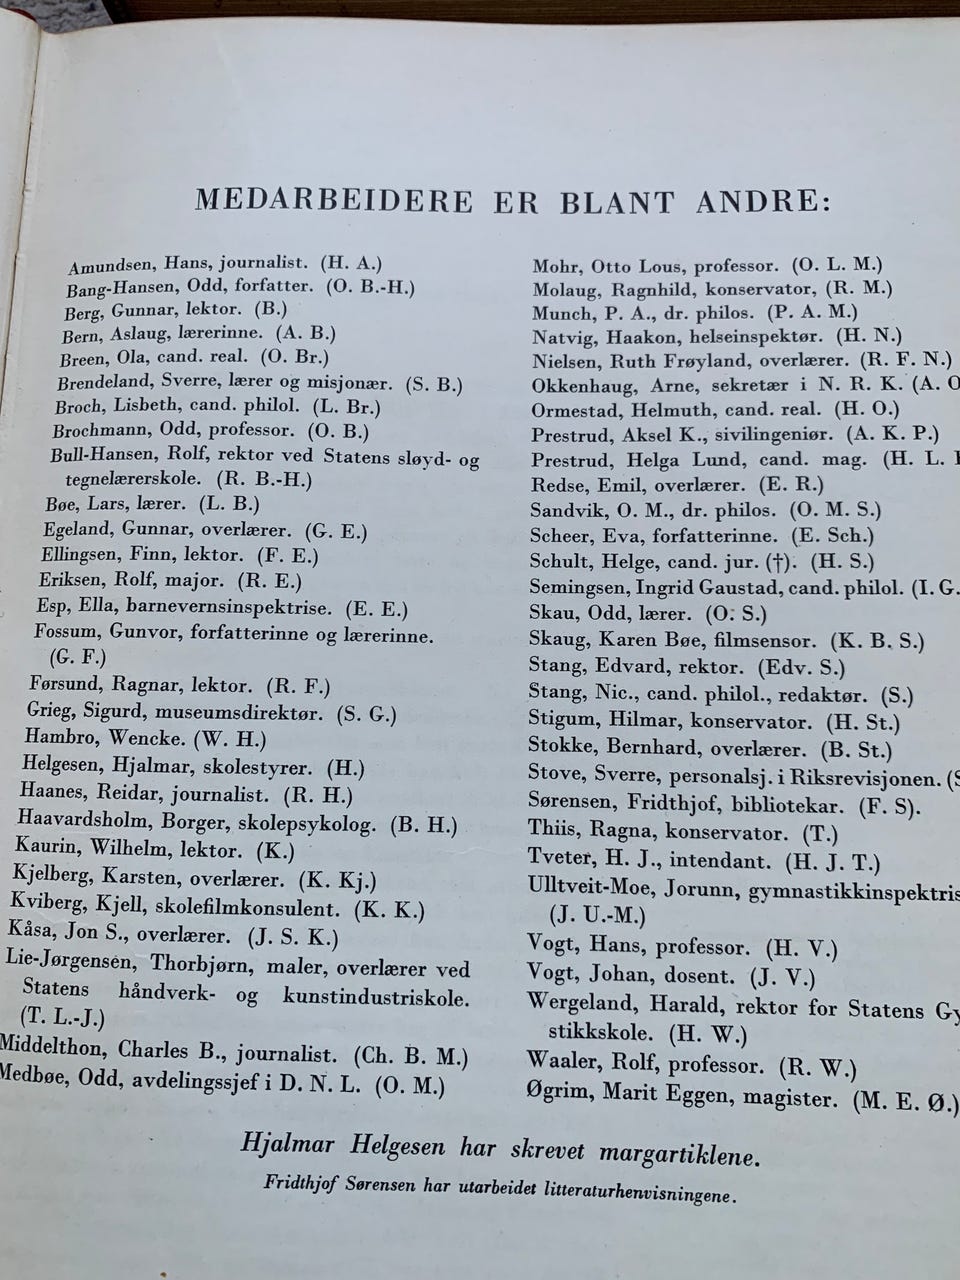 MEDARBEIDERE ER BLANT ANDRE:
Amundsen, Hans, journalist. (H. A.)
Bang-Hansen, Odd, forfatter. (O. B.-H.)
Berg, Gunnar, lektor. (B.)
Bern, Aslaug, lærerinne. (A. B.)
Breen, Ola, cand. real. (O. Br.)
Brendeland, Sverre, lærer og misjonær. (S. B.)
Broch, Lisbeth, cand. philol. (L. Br.)
Brochmann, Odd, professor. (O. B.)
Bull-Hansen, Rolf, rektor ved Statens sløyd- og
tegnelærerskole. (R. B.-H.)
Bøe, Lars, lærer. (L. B.)
Egeland, Gunnar, overlærer. (G. E.)
Ellingsen, Finn, lektor. (F. E.)
Eriksen, Rolf, major. (R. E.)
Esp, Ella, barnevernsinspektrise. (E. E.)
Fossum, Gunvor, forfatterinne og lærerinne.
(G. F.)
Førsund, Ragnar, lektor. (R. F.)
Grieg, Sigurd, museumsdirektør. (S. G.)
Hambro, Wencke. (W. H.)
Helgesen, Hjalmar, skolestyrer. (H.)
Haanes, Reidar, journalist. (R. H.)
Haavardsholm, Borger, skolepsykolog. (B. H.)
Kaurin, Wilhelm, lektor. (K.)
Kjelberg, Karsten, overlærer. (K. Kj.)
Kviberg, Kjell, skolefilmkonsulent. (K. K.)
Kåsa, Jon S., overlærer. (J. S. K.)
Lie-Jørgensen, Thorbjørn, maler, overlærer ved
Statens håndverk- og kunstindustriskole.
(T. L.-J.)
Middelthon, Charles B., journalist. (Ch. B. M.)
Medbøe, Odd, avdelingssjef i D. N. L. (O. M.)
Mohr, Otto Lous, professor. (O. L. M.)
Molaug, Ragnhild, konservator, (R. M.)
Munch, P. A., dr. philos. (P. A. M.)
Natvig, Haakon, helseinspektør. (H. N.)
Nielsen, Ruth Frøyland, overlærer. (R. F. N.)
Okkenhaug, Arne, sekretær i N. R. K. (A. O
Ormestad, Helmuth, cand. real. (H. O.)
Prestrud, Aksel K., sivilingeniør. (A. K. P.)
Prestrud, Helga Lund, cand. mag. (H. L.
Redse, Emil, overlærer. (E. R.)
Sandvik, O. M., dr. philos. (O. M. S.)
Scheer, Eva, forfatterinne. (E. Sch.)
Schult, Helge, cand. jur. (†). (H. S.)
Semingsen, Ingrid Gaustad, cand. philol. (I. G.
Skau, Odd, lærer. (O. S.)
Skaug, Karen Bøe, filmsensor. (K. B. S.)
Stang, Edvard, rektor. (Edv. S.)
Stang, Nic., cand. philol., redaktør. (S.)
Stigum, Hilmar, konservator. (H. St.)
Stokke, Bernhard, overlærer. (B. St.)
Stove, Sverre, personalsj. i Riksrevisjonen. (S
Sørensen, Fridthjof, bibliotekar. (F. S).
Thiis, Ragna, konservator. (T.)
Tveter, H. J., intendant. (H. J. T.)
Ulltveit-Moe, Jorunn, gymnastikkinspektris
(J. U.-M.)
Vogt, Hans, professor. (H. V.)
Vogt, Johan, dosent. (J. V.)
Wergeland, Harald, rektor for Statens Gy
stikkskole. (H. W.)
Waaler, Rolf, professor. (R. W.)
Øgrim, Marit Eggen, magister. (M. E. Ø.)
Hjalmar Helgesen har skrevet margartiklene.
Fridthjof Sørensen har utarbeidet litteraturhenvisningene.